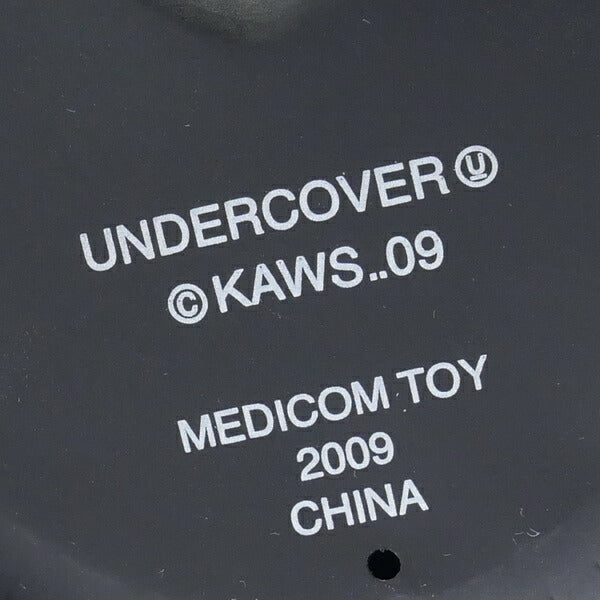 UNDERCOVER Ⓤ
©KAWS..09
MEDICOM TOY
2009
CHINA